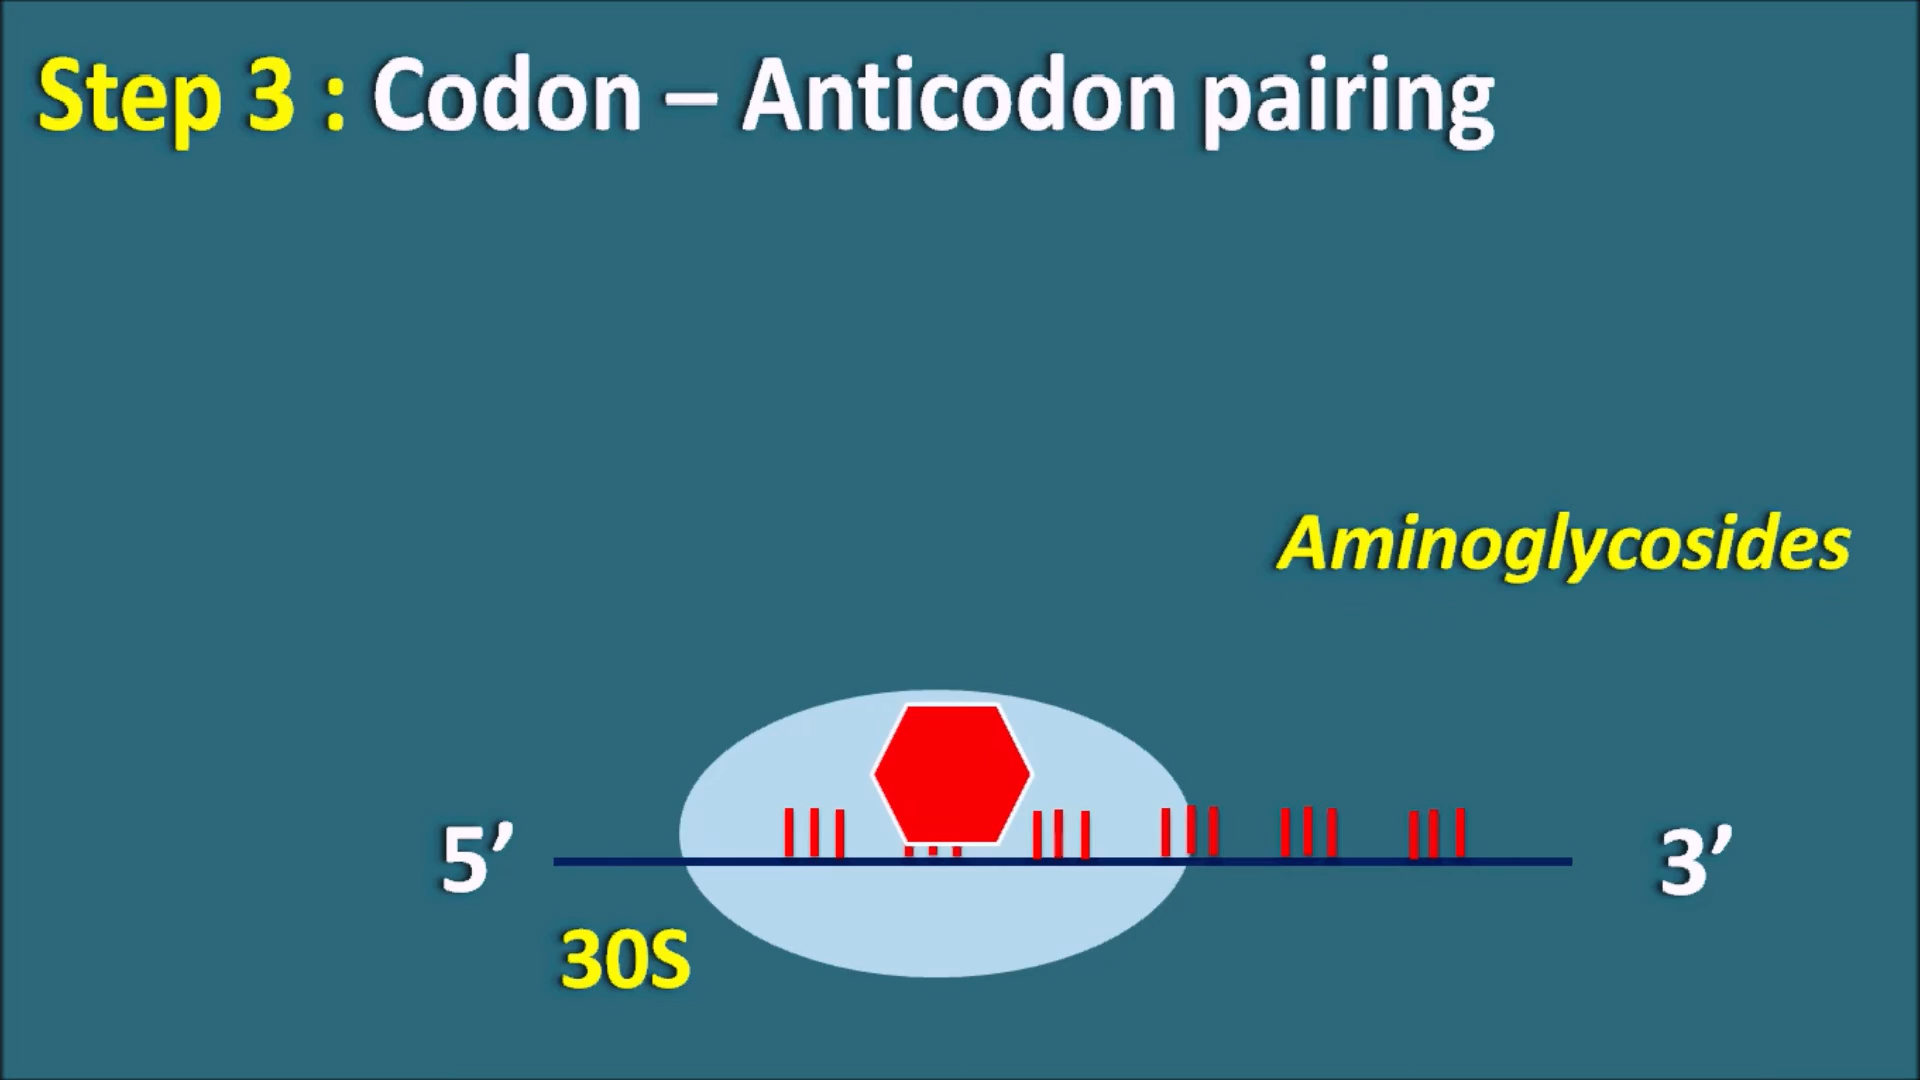 Step 3 : Codon – Anticodon pairing
Aminoglycosides
5’
3’
30S